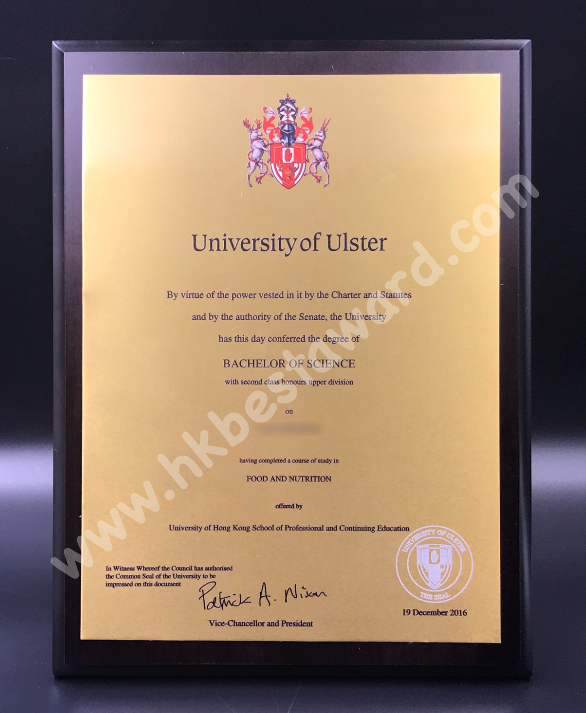 University of Ulster
By virtue of the power vested in it by the Charter and Statutes
and by the authority of the Senate, the University
has this day conferred the degree of
BACHELOR OF SCIENCE
with second class honours upper division
on
having completed a course of study in
FOOD AND NUTRITION
offered by
University of Hong Kong School of Professional and Continuing Education
In Witness Whereof the Council has authorised
the Common Seal of the University to be
impressed on this document
Patrick A. Nixon
Vice-Chancellor and President
UNIVERSITY OF ULSTER
THE SEAL
19 December 2016
www.hkbestaward.com